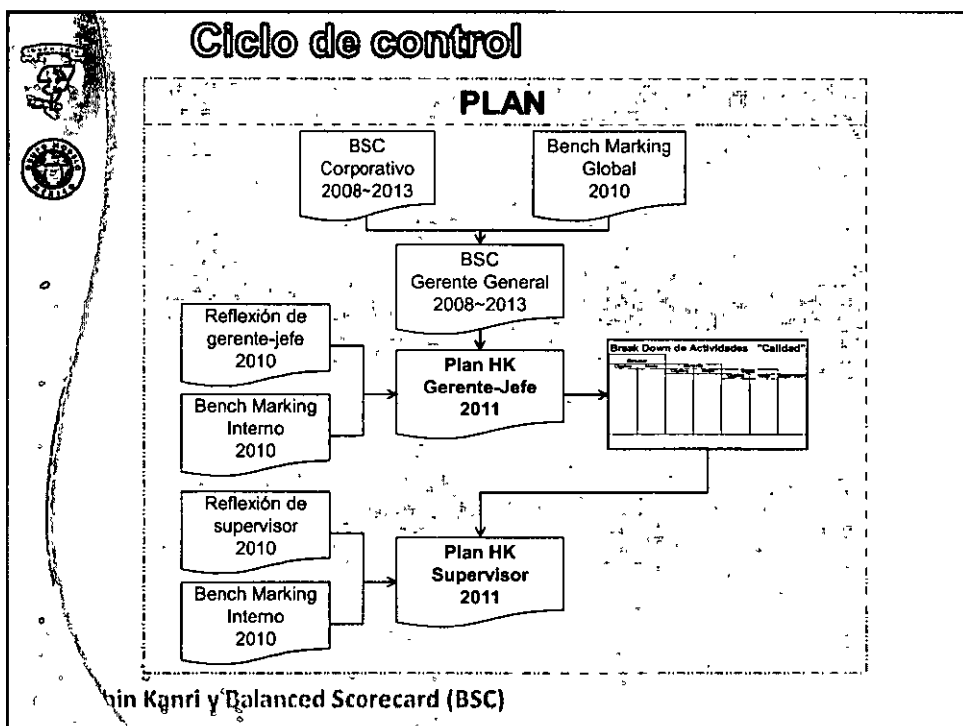 Ciclo de control
PLAN
BSC
Corporativo
2008~2013
Bench Marking
Global
2010
BSC
Gerente General
2008~2013
Reflexión de
gerente-jefe
2010
Bench Marking
Interno
2010
Plan HK
Gerente-Jefe
2011
Break Down de Actividades "Calidad"
Reflexión de
supervisor
2010
Bench Marking
Interno
2010
Plan HK
Supervisor
2011
hin Kanri y Balanced Scorecard (BSC)